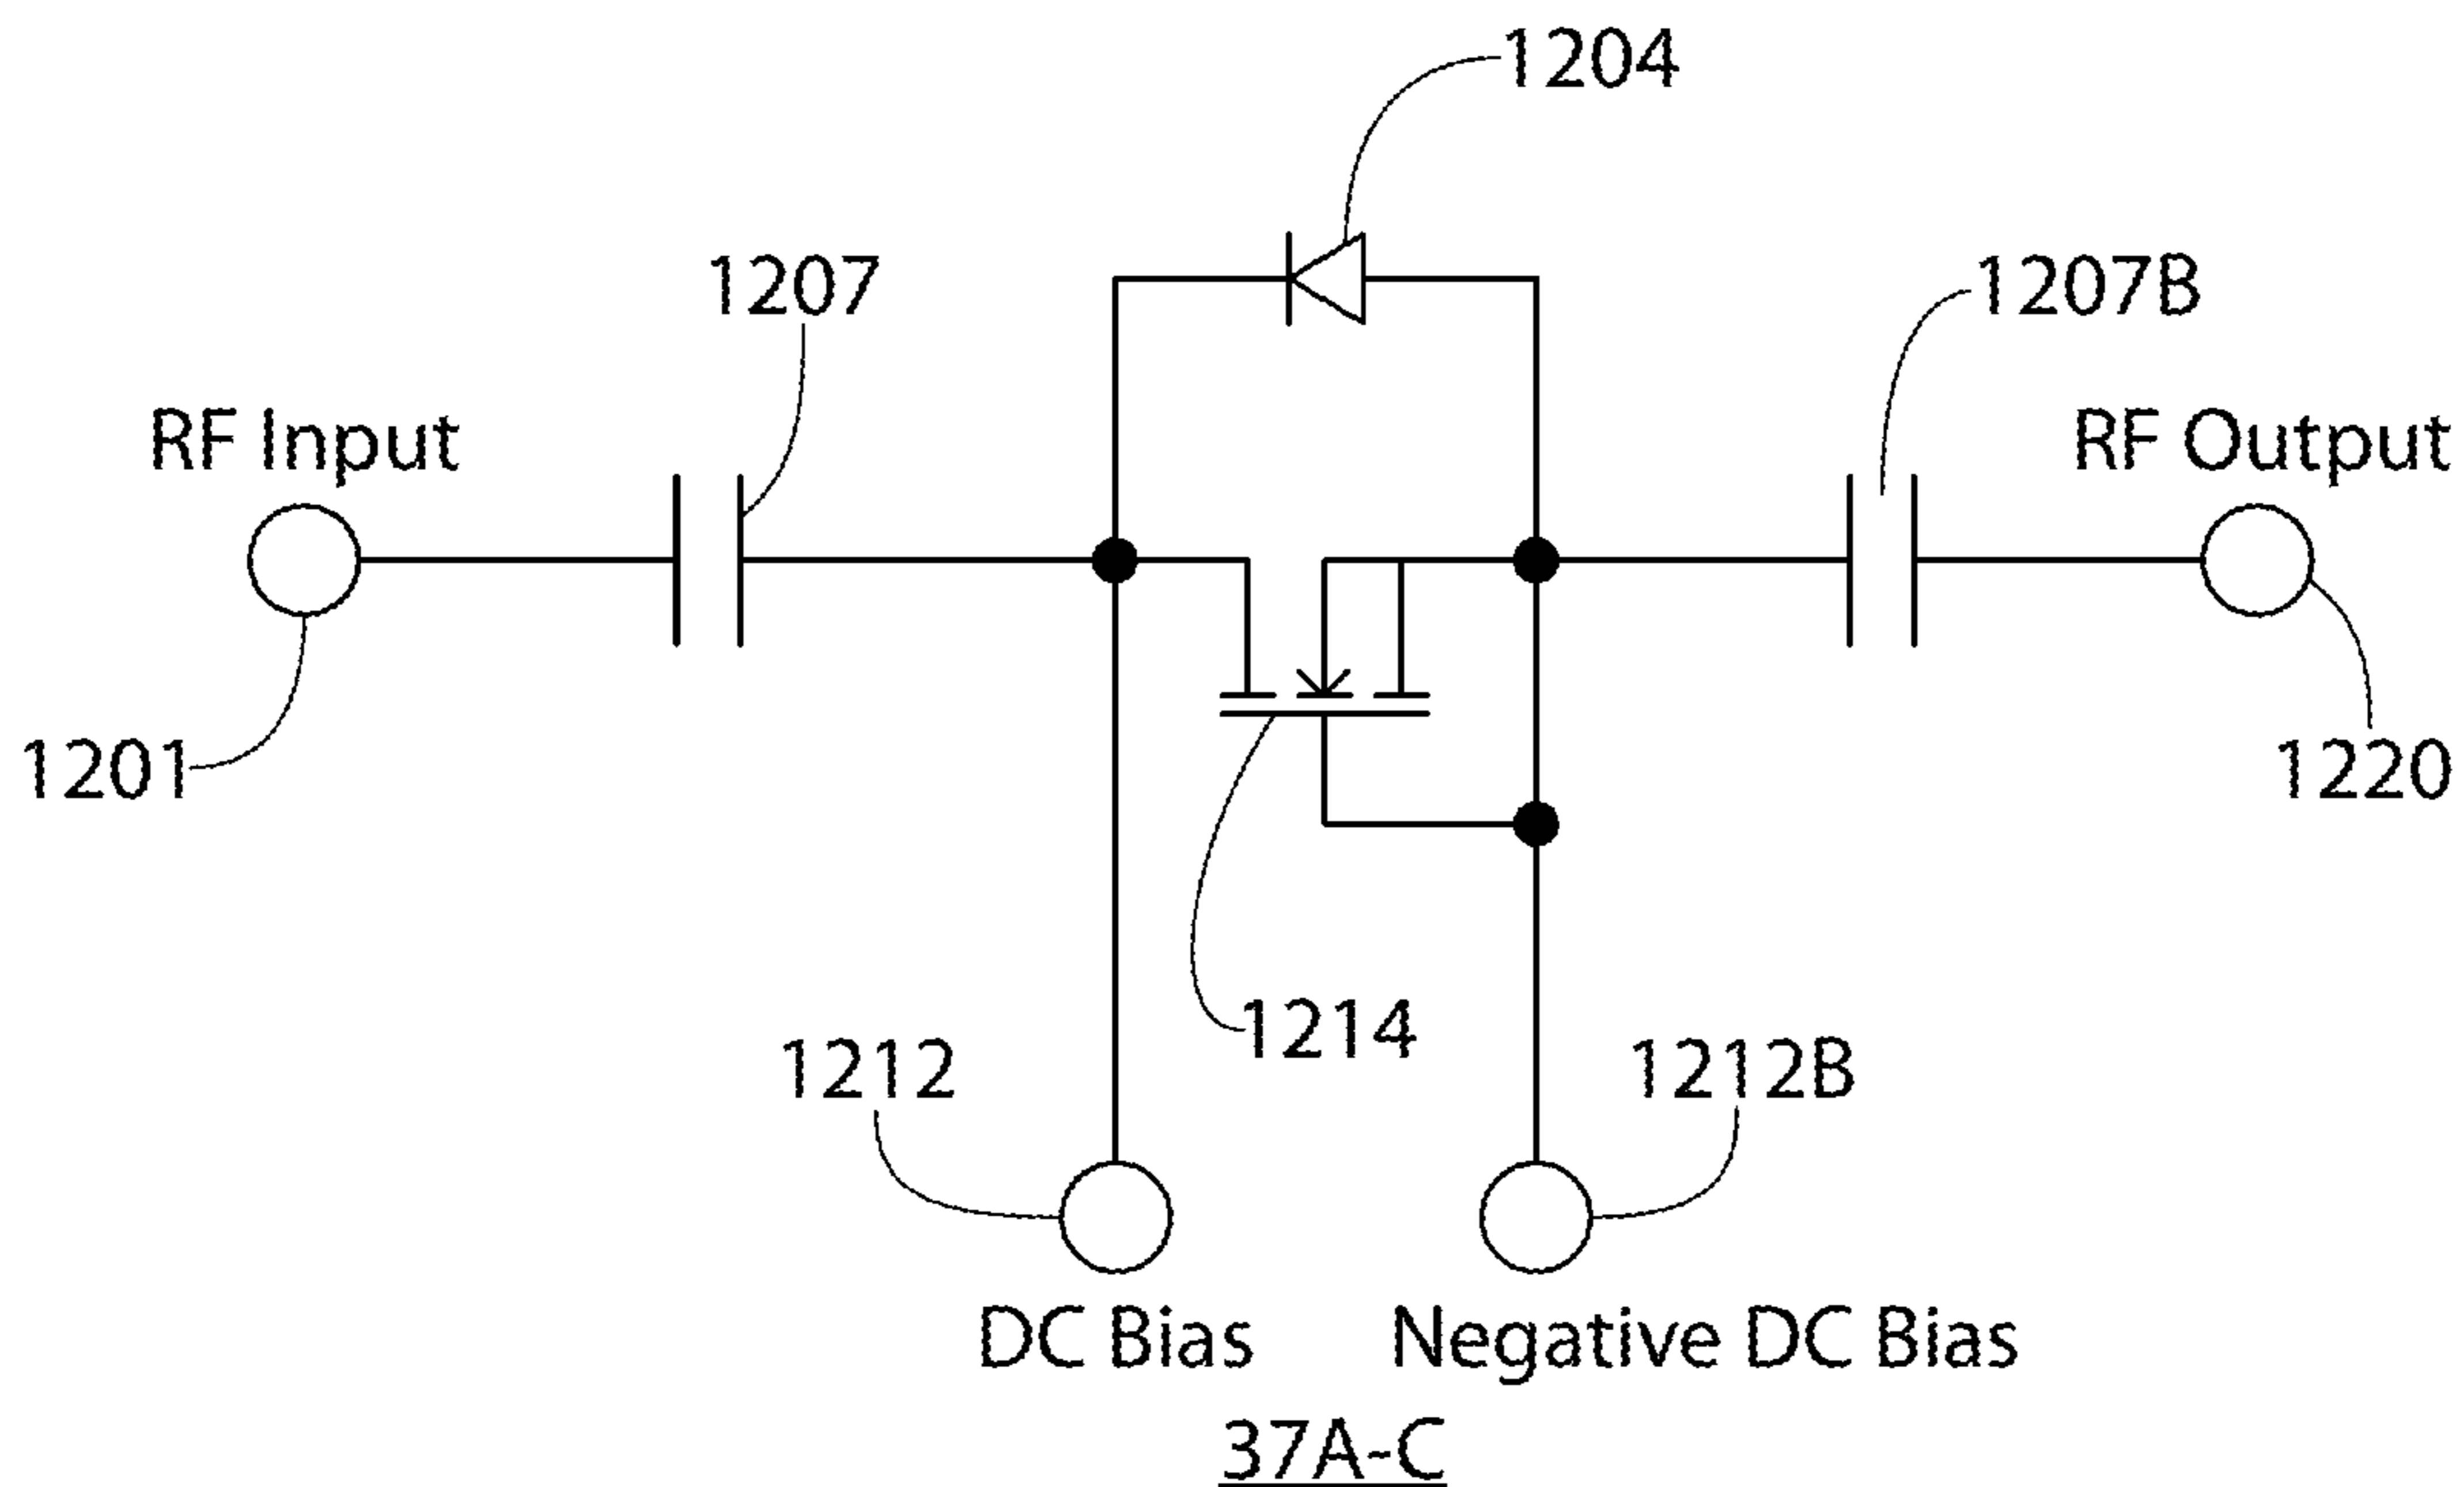 1204
1207
1207B
RF Input
RF Output
1201
1220
1214
1212
1212B
DC Bias
Negative DC Bias
37A-C